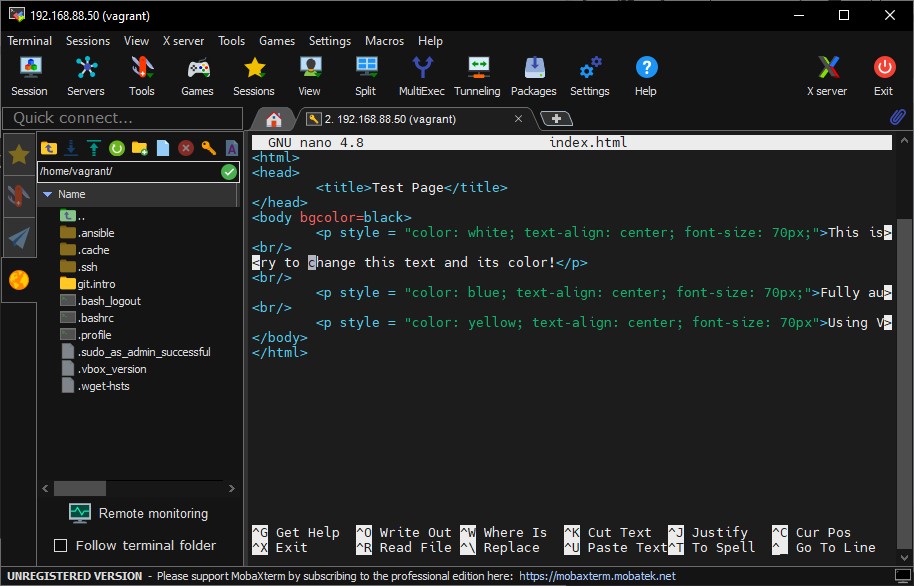 192.168.88.50 (vagrant)
Terminal Sessions View X server Tools Games Settings Macros Help
Session Servers Tools Games Sessions View Split MultiExec Tunneling Packages Settings Help X server Exit
Quick connect...
2. 192.168.88.50 (vagrant)
/home/vagrant/
Name
..
.ansible
.cache
.ssh
git.intro
.bash_logout
.bashrc
.profile
.sudo_as_admin_successful
.vbox_version
.wget-hsts
Remote monitoring
Follow terminal folder
GNU nano 4.8 index.html
<html>
<head>
<title>Test Page</title>
</head>
<body bgcolor=black>
<p style = "color: white; text-align: center; font-size: 70px;">This is>
<br/>
<ry to change this text and its color!</p>
<br/>
<p style = "color: blue; text-align: center; font-size: 70px;">Fully au>
<br/>
<p style = "color: yellow; text-align: center; font-size: 70px">Using V>
</body>
</html>
^G Get Help ^O Write Out ^W Where Is ^K Cut Text ^J Justify ^C Cur Pos
^X Exit ^R Read File ^\ Replace ^U Paste Text ^T To Spell ^_ Go To Line
UNREGISTERED VERSION - Please support MobaXterm by subscribing to the professional edition here: https://mobaxterm.mobatek.net